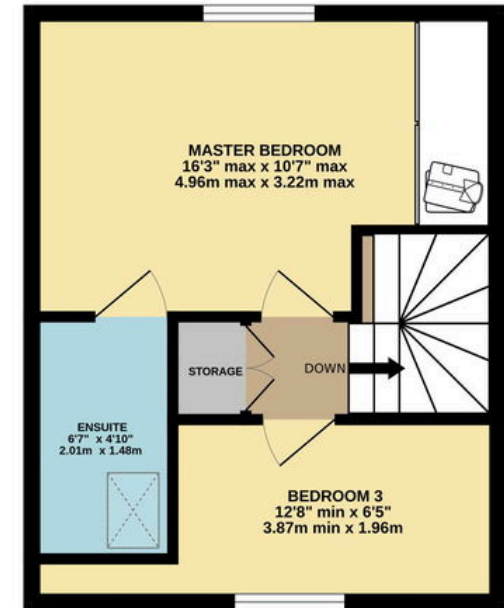 MASTER BEDROOM
16'3" max x 10'7" max
4.96m max x 3.22m max
STORAGE
DOWN
ENSUITE
6'7" x 4'10"
2.01m x 1.48m
BEDROOM 3
12'8" min x 6'5"
3.87m min x 1.96m